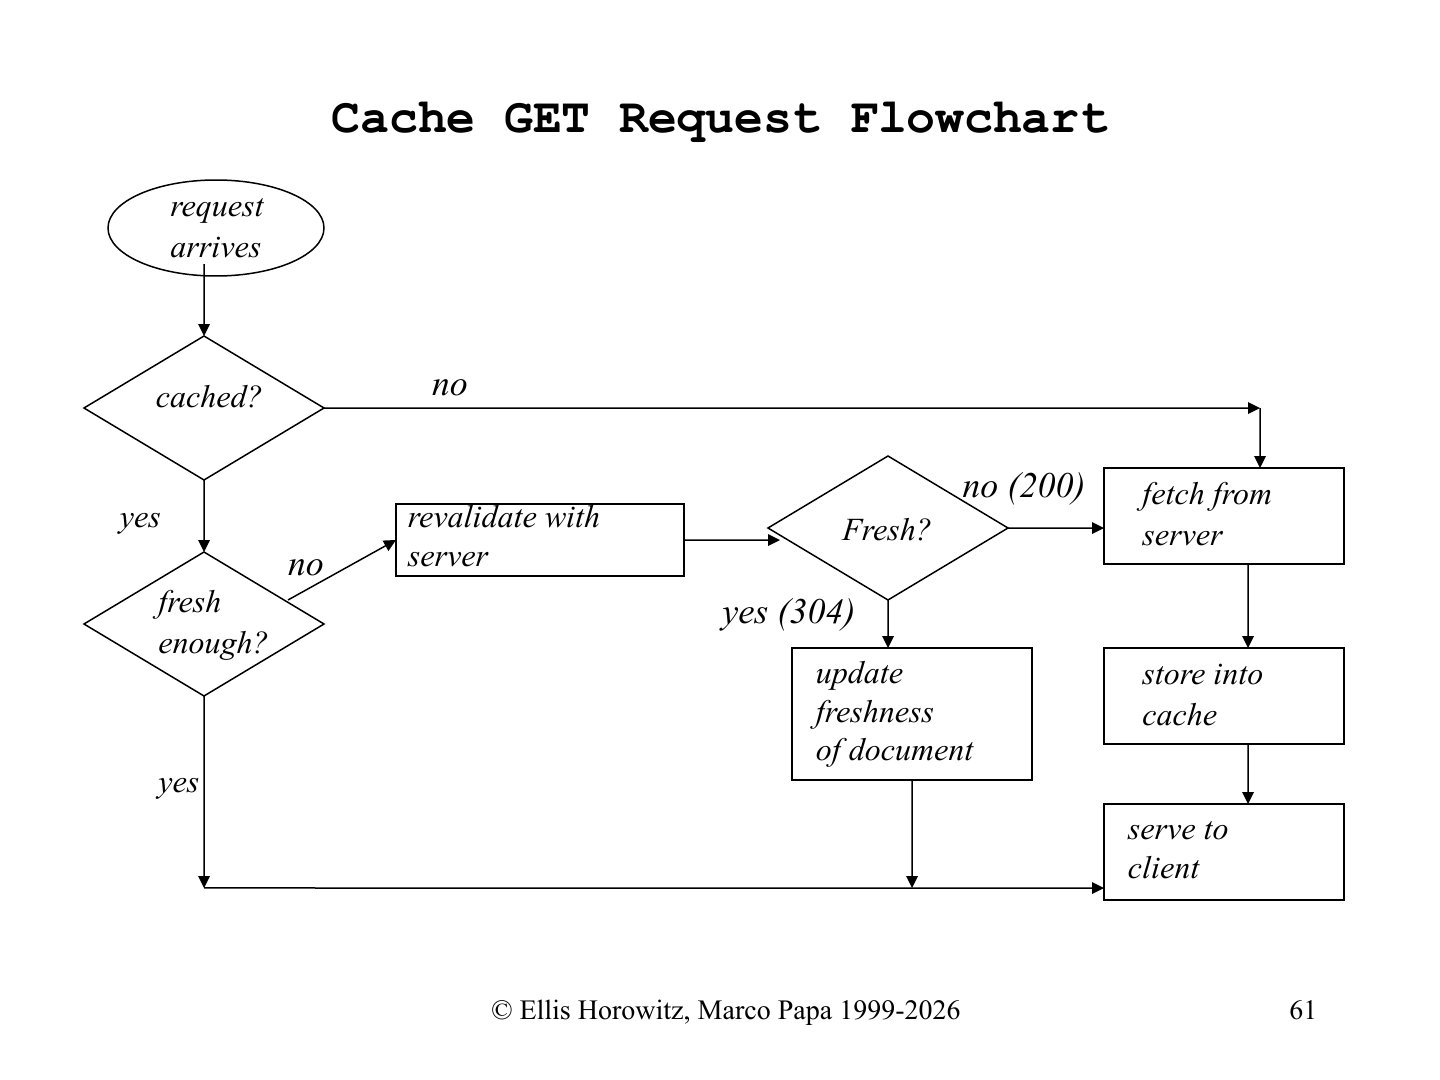 Cache GET Request Flowchart
request
arrives
cached?
no
yes
fresh
enough?
no
revalidate with
server
Fresh?
no (200)
fetch from
server
yes (304)
update
freshness
of document
store into
cache
yes
serve to
client
© Ellis Horowitz, Marco Papa 1999-2026
61